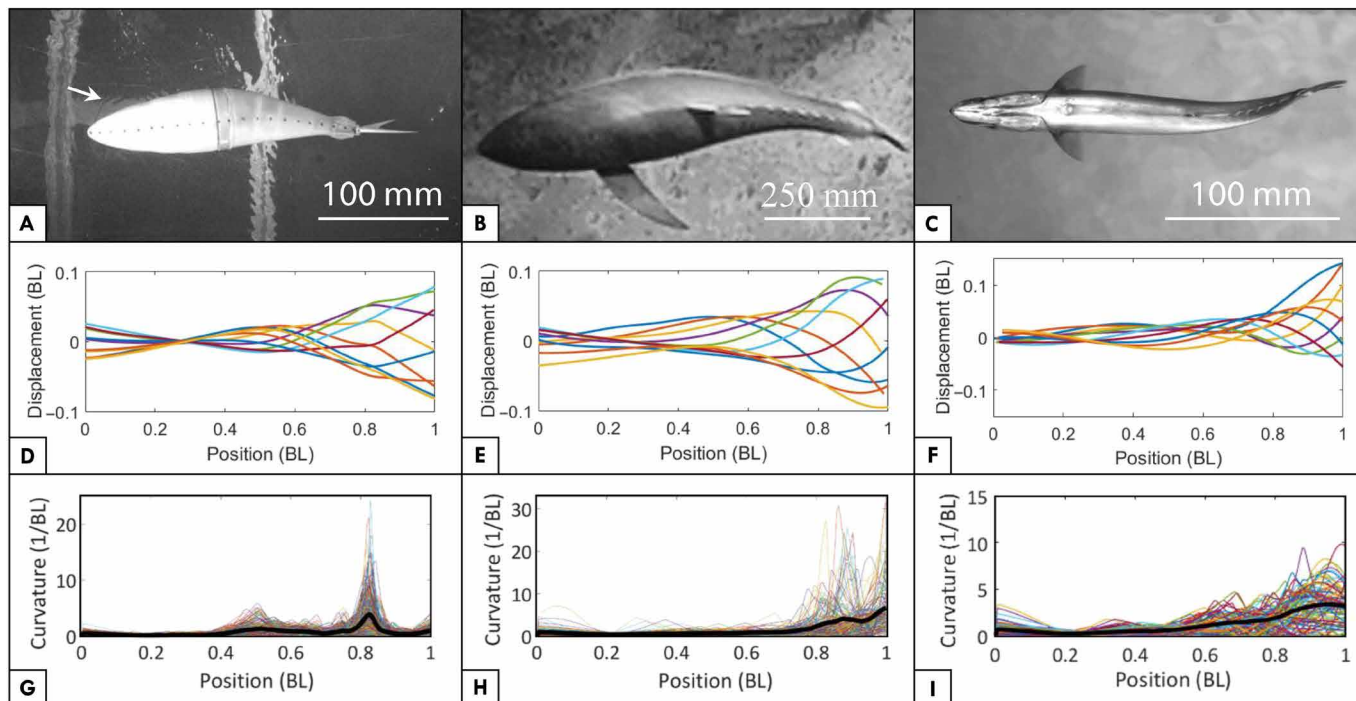 100 mm
A
250 mm
B
100 mm
C
Displacement (BL)
0.1
0
−0.1
0
0.2
0.4
0.6
0.8
1
Position (BL)
D
Displacement (BL)
0.1
0
−0.1
0
0.2
0.4
0.6
0.8
1
Position (BL)
E
Displacement (BL)
0.1
0
−0.1
0
0.2
0.4
0.6
0.8
1
Position (BL)
F
Curvature (1/BL)
20
10
0
0
0.2
0.4
0.6
0.8
1
Position (BL)
G
Curvature (1/BL)
30
20
10
0
0
0.2
0.4
0.6
0.8
1
Position (BL)
H
Curvature (1/BL)
15
10
5
0
0
0.2
0.4
0.6
0.8
1
Position (BL)
I